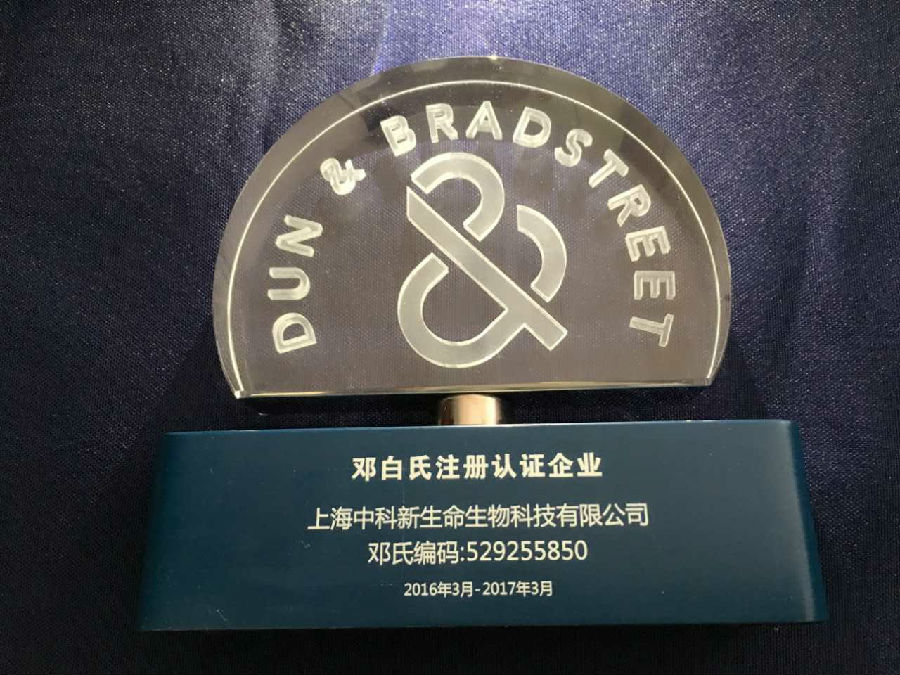 DUN & BRADSTREET
&
邓白氏注册认证企业
上海中科新生命生物科技有限公司
邓氏编码:529255850
2016年3月-2017年3月